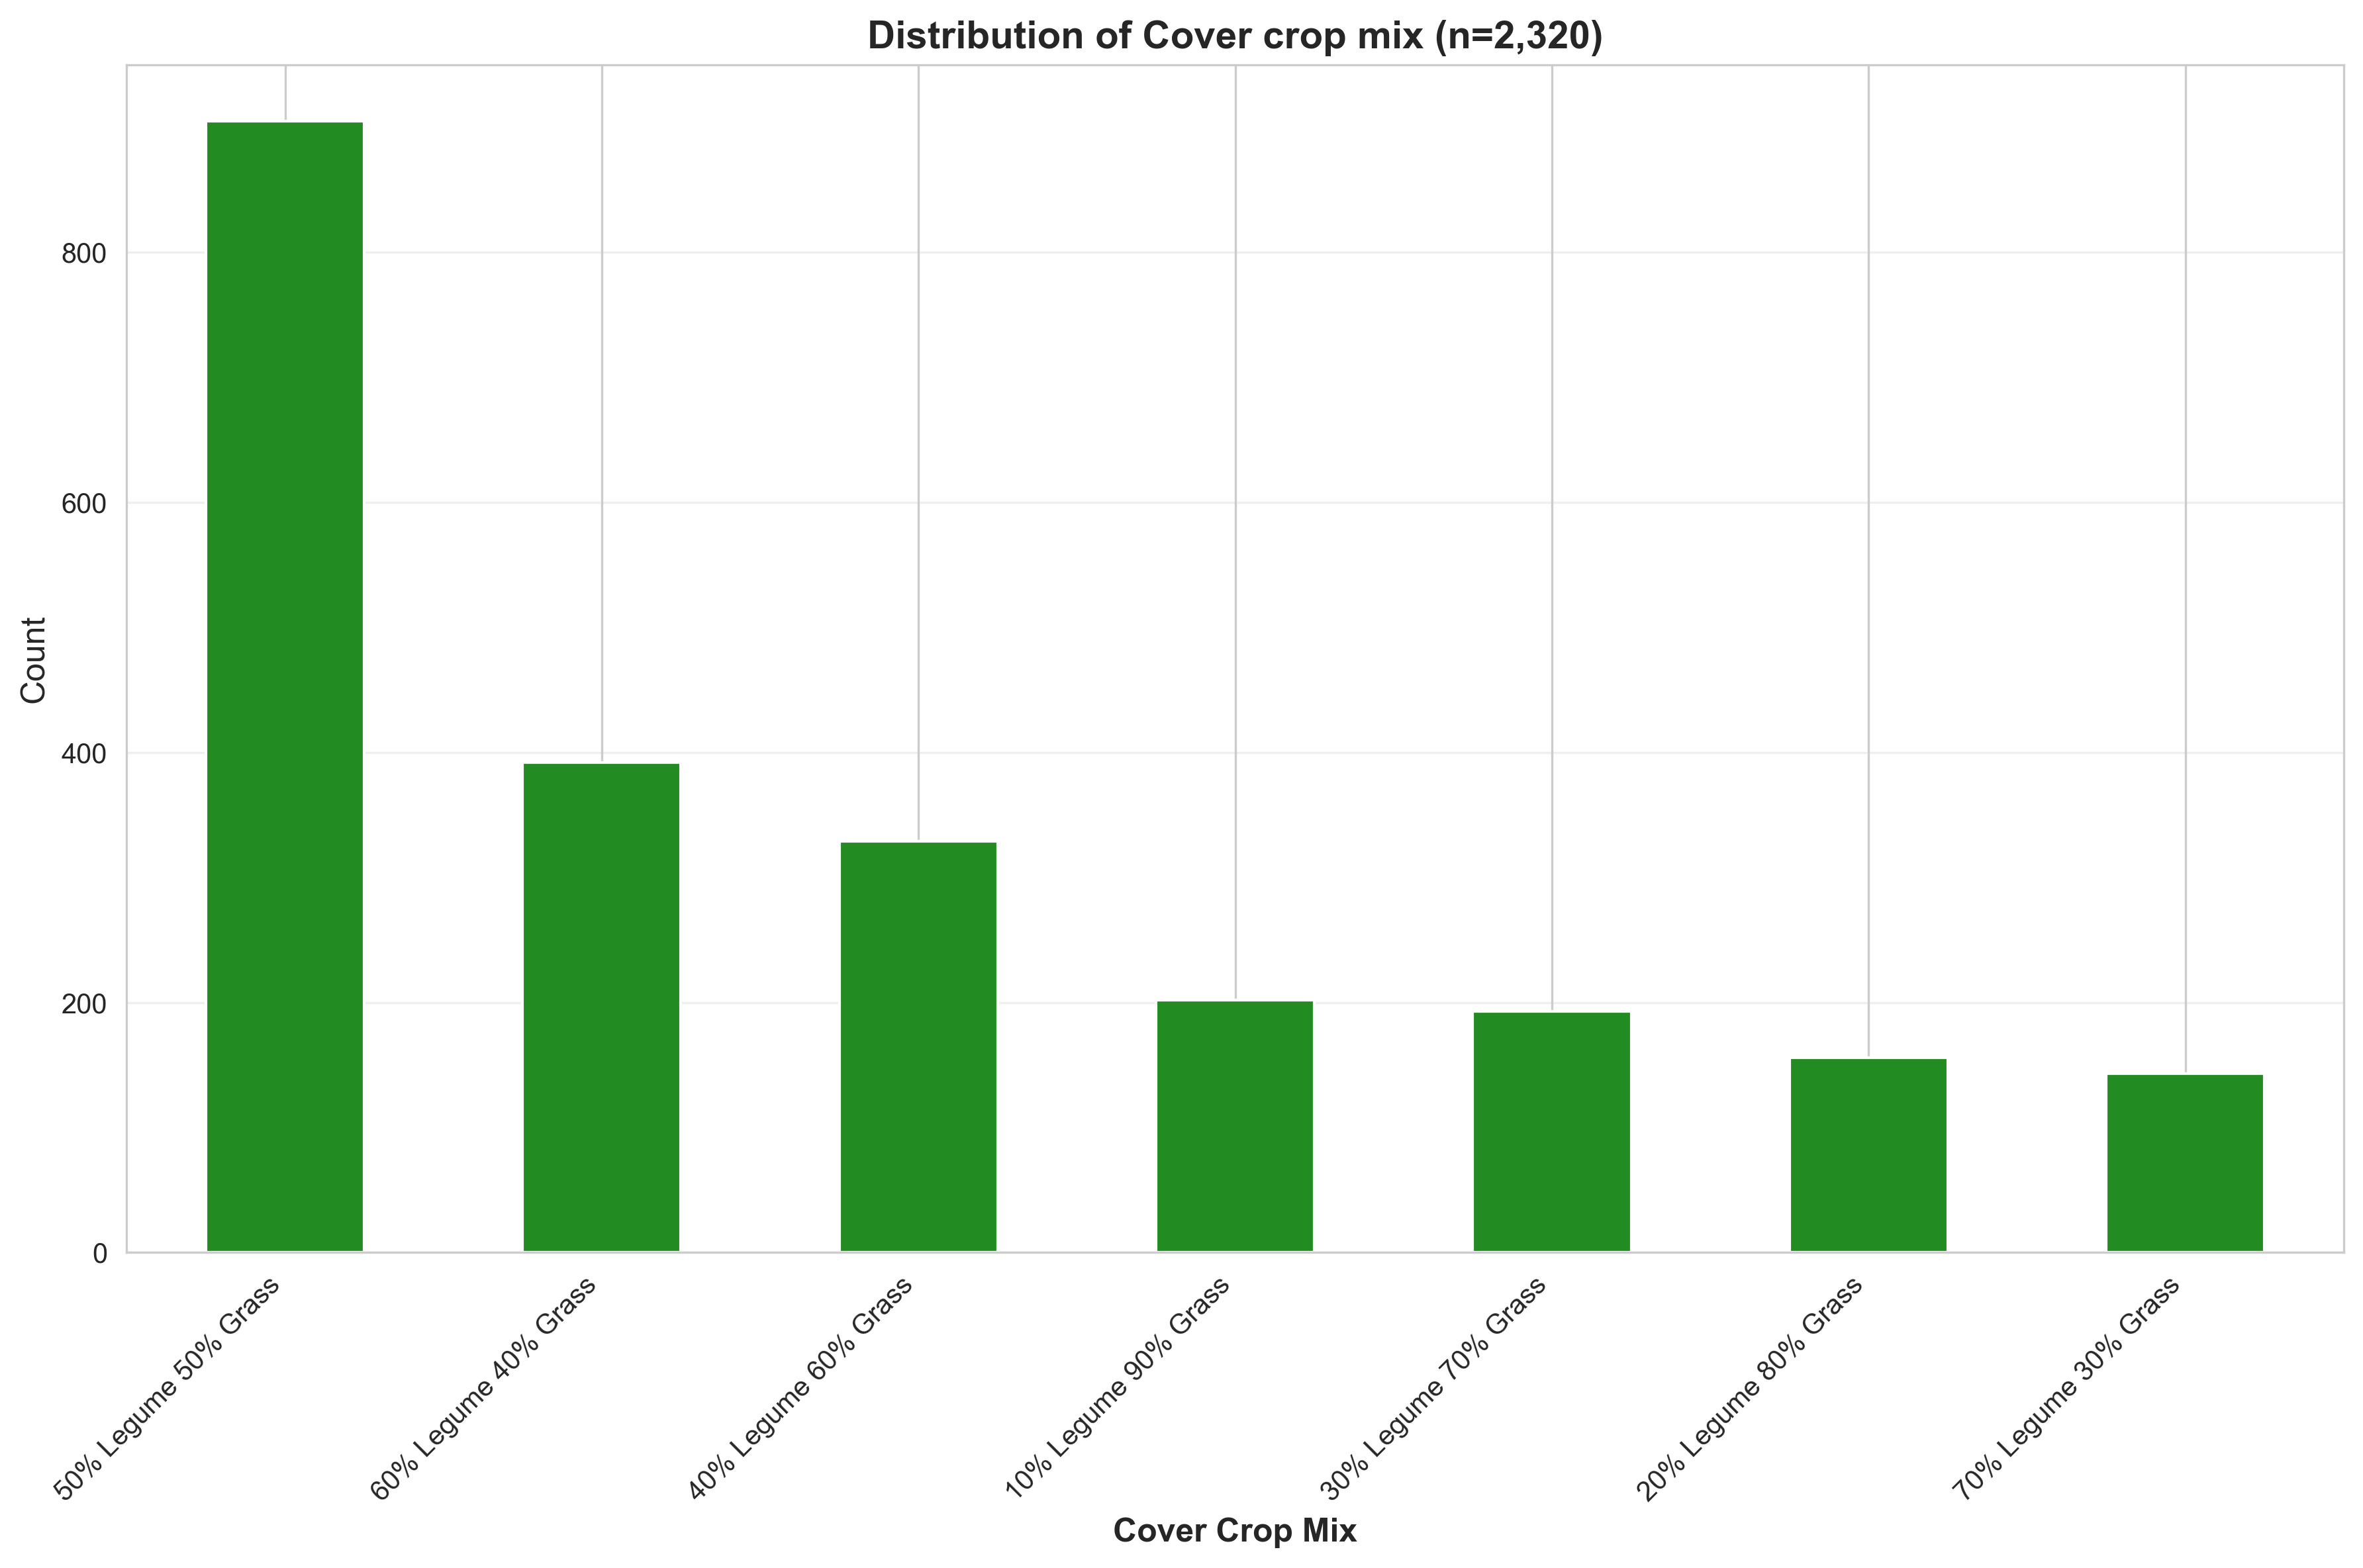 Distribution of Cover crop mix (n=2,320)
Count
800
600
400
200
0
50% Legume 50% Grass
60% Legume 40% Grass
40% Legume 60% Grass
10% Legume 90% Grass
30% Legume 70% Grass
20% Legume 80% Grass
70% Legume 30% Grass
Cover Crop Mix